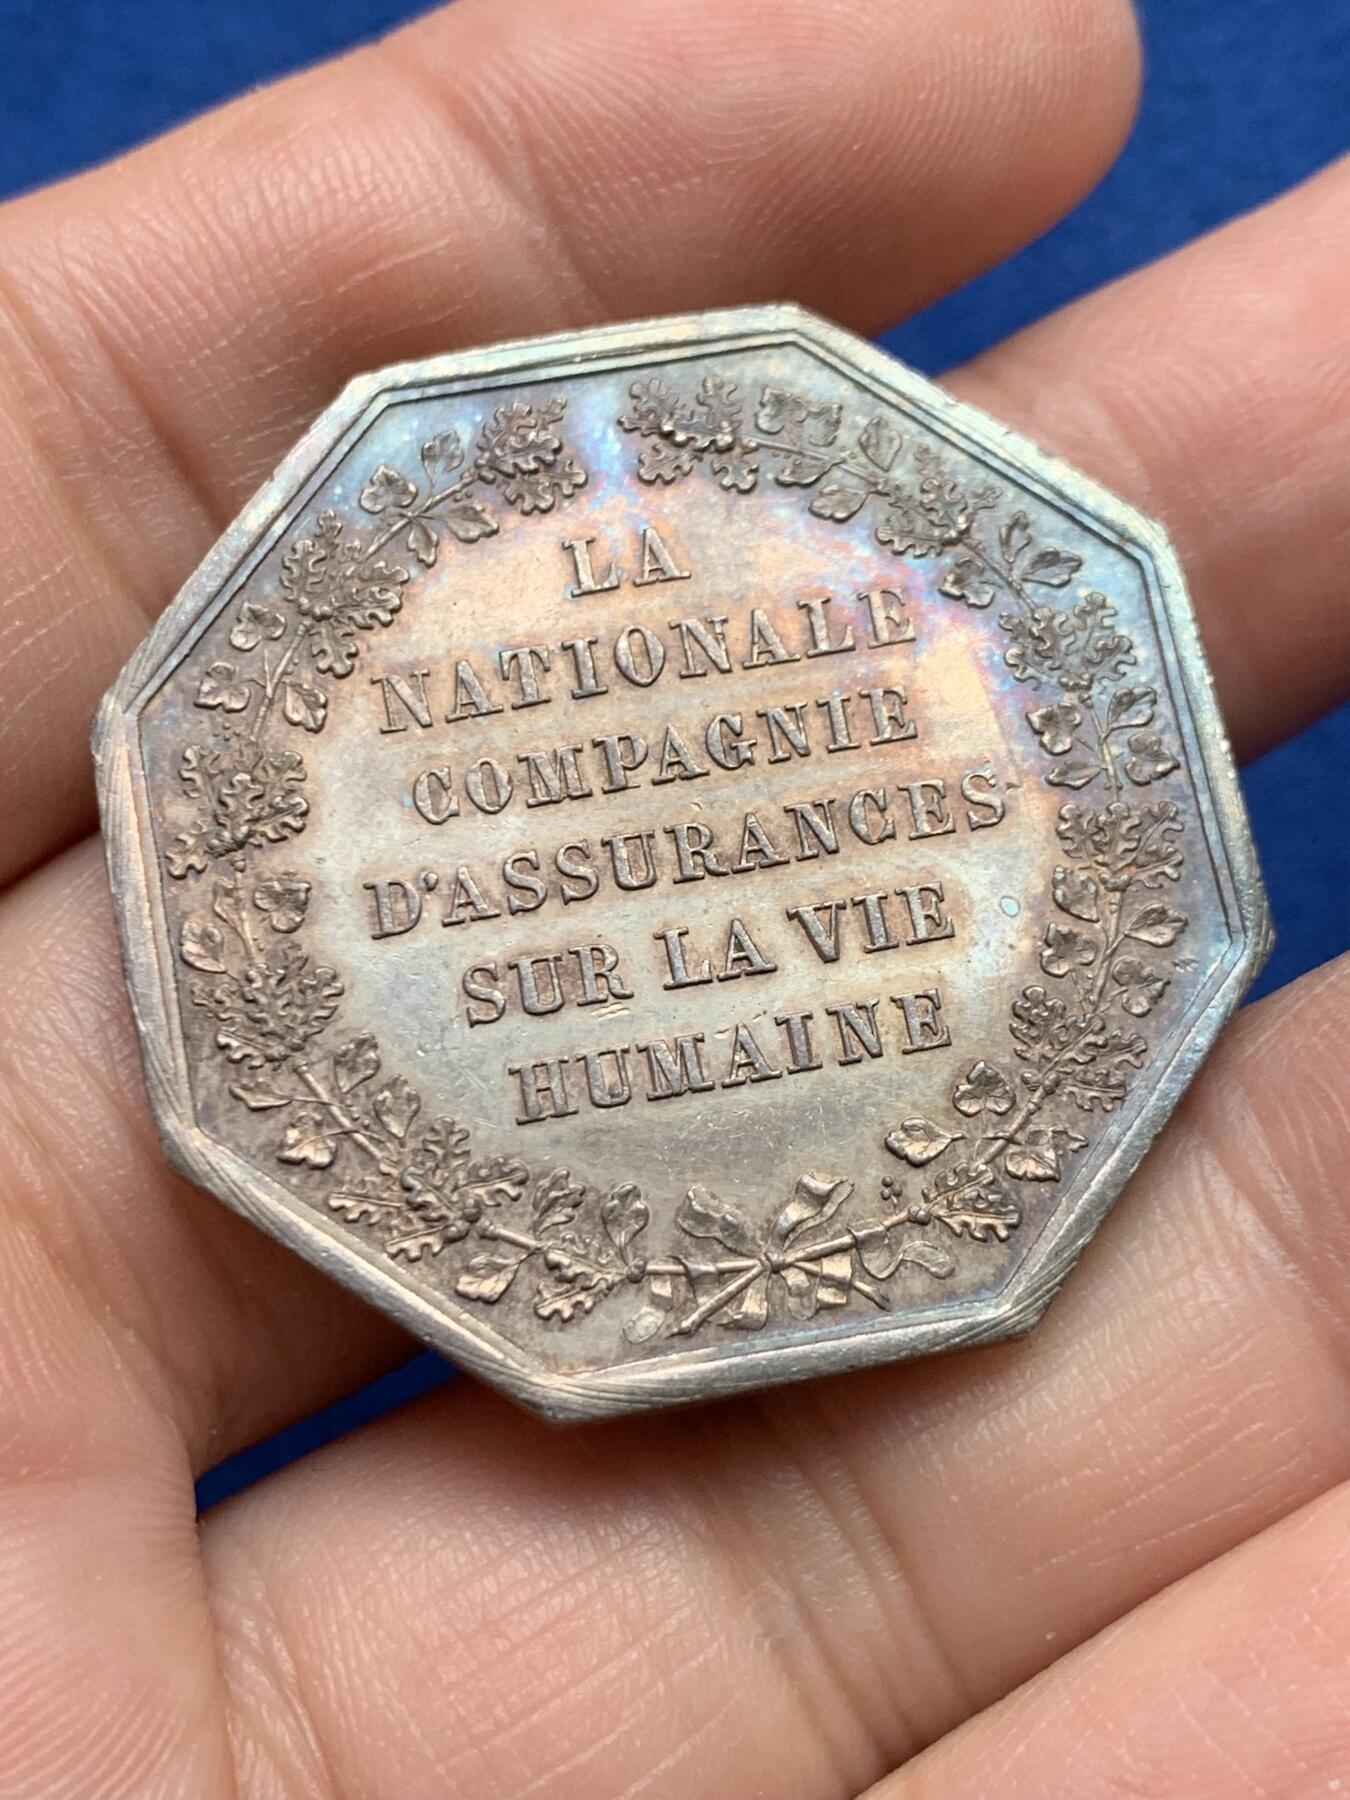 LA
NATIONALE
COMPAGNIE
D'ASSURANCES
SUR LA VIE
HUMAINE